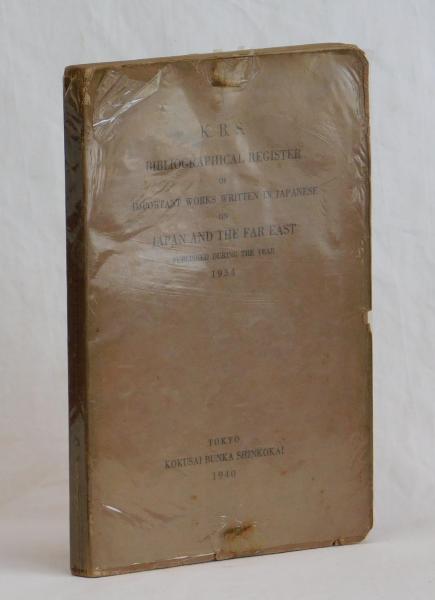 K. B. S.
BIBLIOGRAPHICAL REGISTER
OF
IMPORTANT WORKS WRITTEN IN JAPANESE
ON
JAPAN AND THE FAR EAST
PUBLISHED DURING THE YEAR
1934
TOKYO
KOKUSAI BUNKA SHINKOKAI
1940